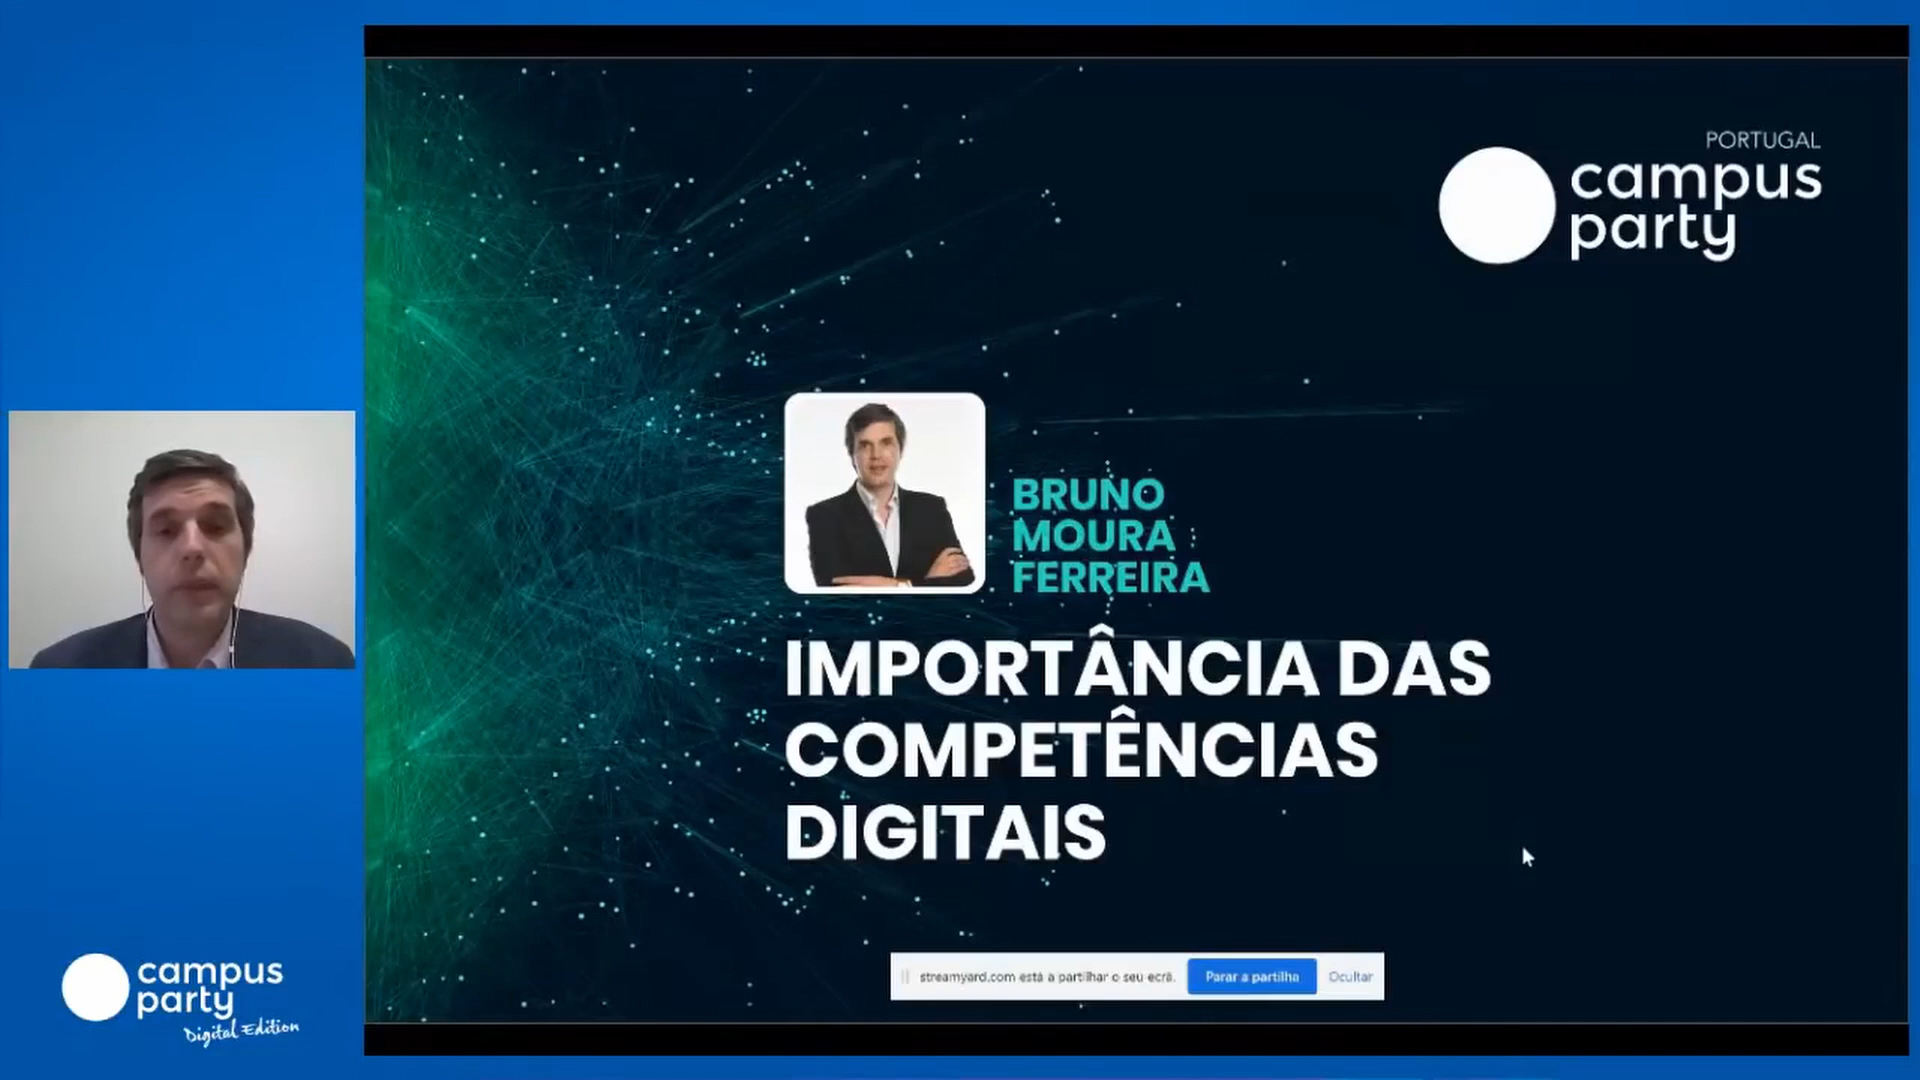 PORTUGAL
campus
party
BRUNO
MOURA
FERREIRA
IMPORTÂNCIA DAS
COMPETÊNCIAS
DIGITAIS
streamyard.com está a partilhar o seu ecrã.
Parar a partilha
Ocultar
campus
party
Digital Edition